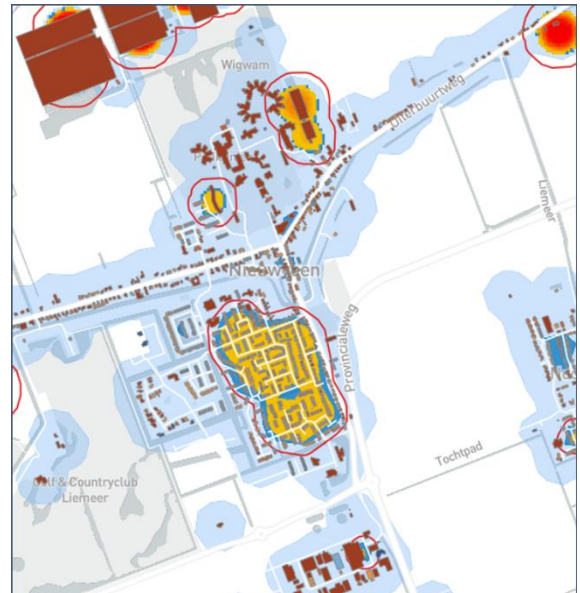 Wigwam
Uiterbuurtweg
Liemeer
Nieuwveen
Provincialeweg
Tochtpad
Golf & Countryclub
Liemeer